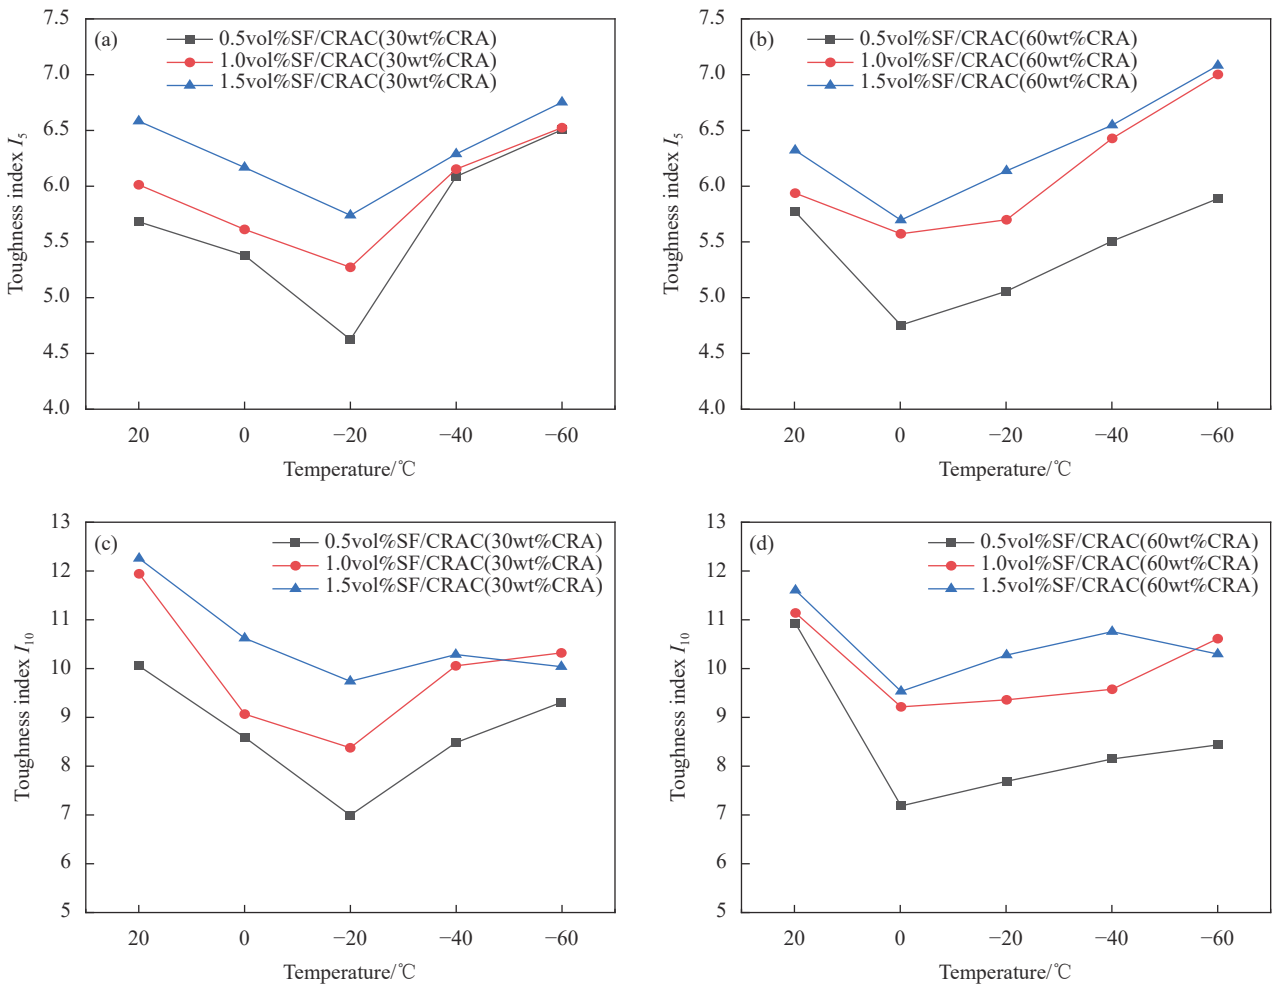 (a)
0.5vol%SF/CRAC(30wt%CRA)
1.0vol%SF/CRAC(30wt%CRA)
1.5vol%SF/CRAC(30wt%CRA)
Toughness index I5
7.5
7.0
6.5
6.0
5.5
5.0
4.5
4.0
20 0 −20 −40 −60
Temperature/℃
(b)
0.5vol%SF/CRAC(60wt%CRA)
1.0vol%SF/CRAC(60wt%CRA)
1.5vol%SF/CRAC(60wt%CRA)
Toughness index I5
7.5
7.0
6.5
6.0
5.5
5.0
4.5
4.0
20 0 −20 −40 −60
Temperature/℃
(c)
0.5vol%SF/CRAC(30wt%CRA)
1.0vol%SF/CRAC(30wt%CRA)
1.5vol%SF/CRAC(30wt%CRA)
Toughness index I10
13
12
11
10
9
8
7
6
5
20 0 −20 −40 −60
Temperature/℃
(d)
0.5vol%SF/CRAC(60wt%CRA)
1.0vol%SF/CRAC(60wt%CRA)
1.5vol%SF/CRAC(60wt%CRA)
Toughness index I10
13
12
11
10
9
8
7
6
5
20 0 −20 −40 −60
Temperature/℃